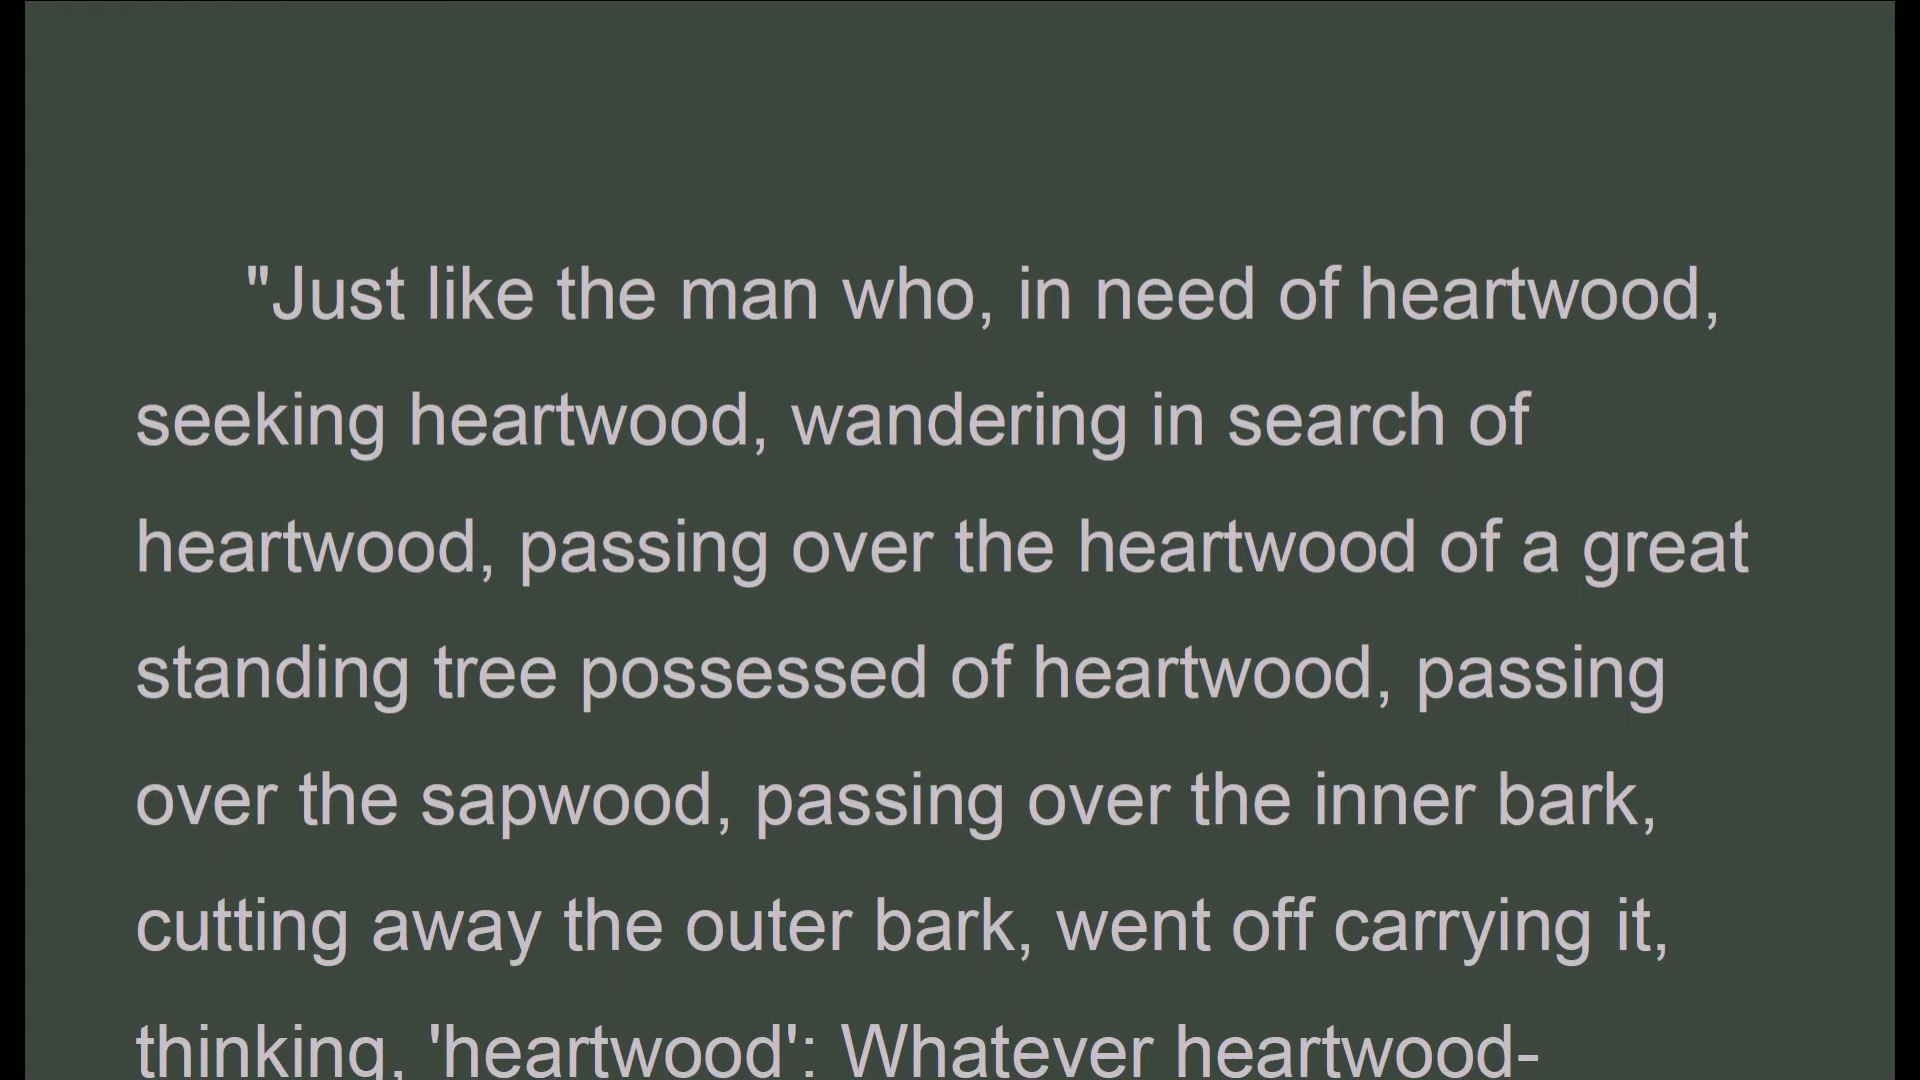 "Just like the man who, in need of heartwood,
seeking heartwood, wandering in search of
heartwood, passing over the heartwood of a great
standing tree possessed of heartwood, passing
over the sapwood, passing over the inner bark,
cutting away the outer bark, went off carrying it,
thinking, 'heartwood': Whatever heartwood-